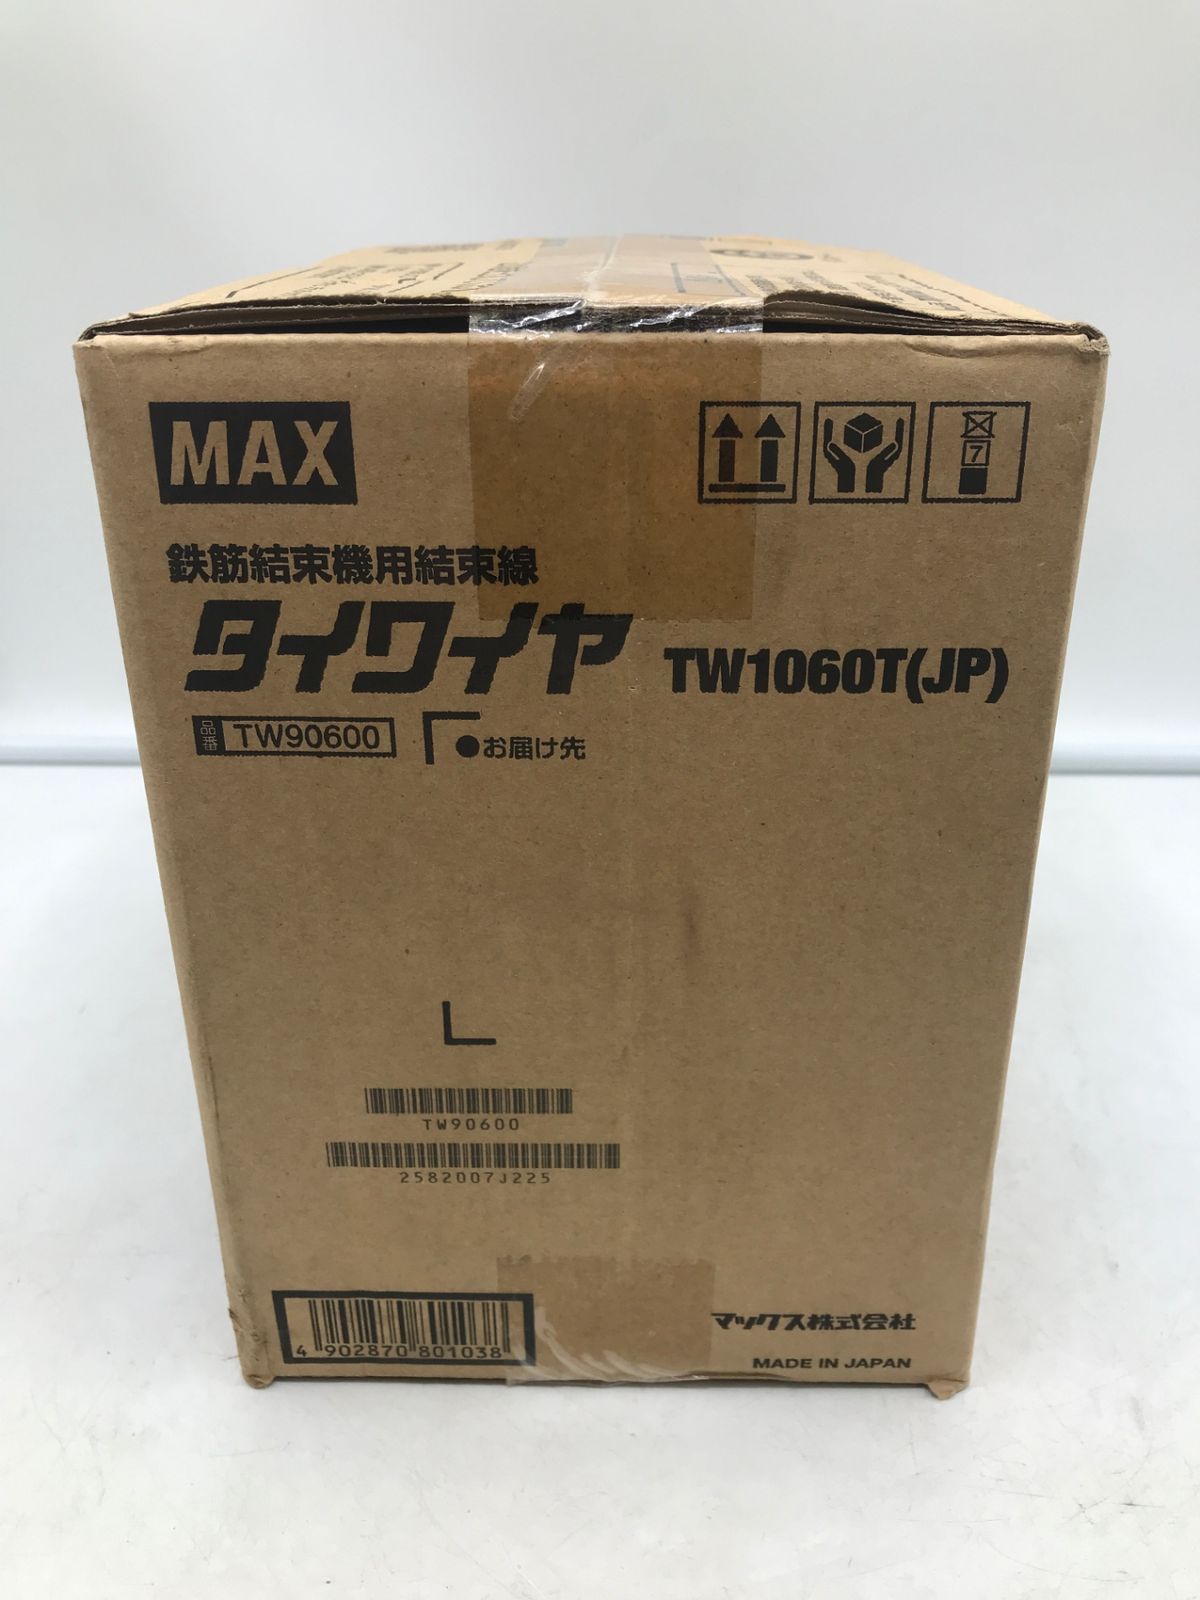 MAX
7
鉄筋結束機用結束線
タイワイヤ TW1060T(JP)
品番 TW90600 ●お届け先
TW90600
2582007J225
4 902870 801038
マックス株式会社
MADE IN JAPAN